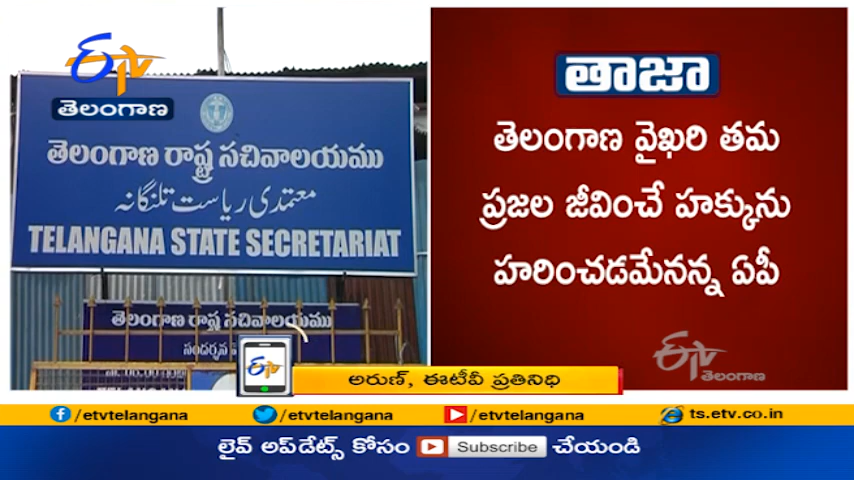 ETV
తెలంగాణ
తెలంగాణ రాష్ట్ర సచివాలయము
معتمدی ریاست تلنگانہ
TELANGANA STATE SECRETARIAT
తెలంగాణ రాష్ట్ర సచివాలయము
తాజా
తెలంగాణ వైఖరి తమ
ప్రజల జీవించే హక్కును
హరించడమేనన్న ఏపీ
ETV తెలంగాణ
ETV
అరుణ్, ఈటీవీ ప్రతినిధి
/etvtelangana /etvtelangana /etvtelangana ts.etv.co.in
లైవ్ అప్‌డేట్స్ కోసం Subscribe చేయండి